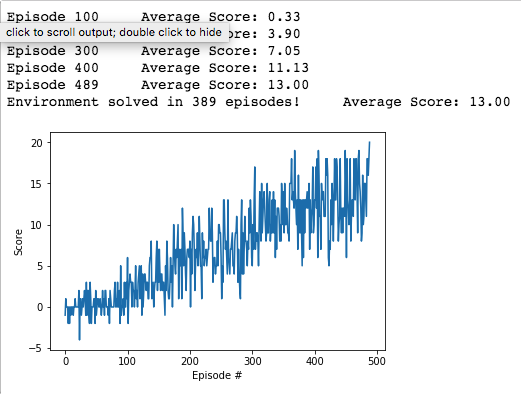 Episode 100 Average Score: 0.33
click to scroll output; double click to hide
re: 3.90
Episode 300 Average Score: 7.05
Episode 400 Average Score: 11.13
Episode 489 Average Score: 13.00
Environment solved in 389 episodes! Average Score: 13.00
20
15
10
5
0
−5
Score
0 100 200 300 400 500
Episode #